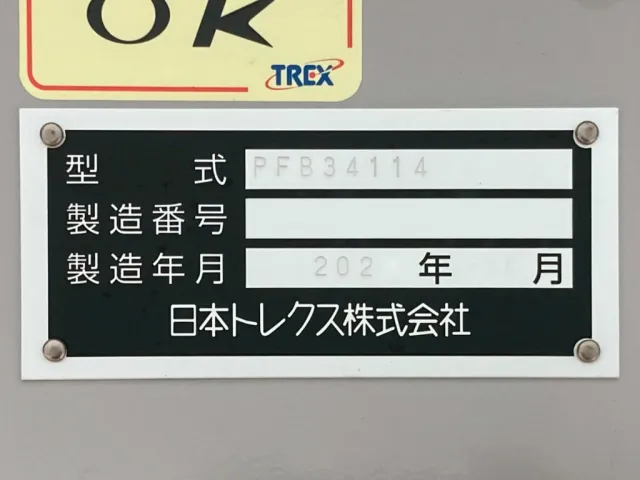 OK
TREX
型式 PFB34114
製造番号
製造年月 202 年 月
日本トレクス株式会社